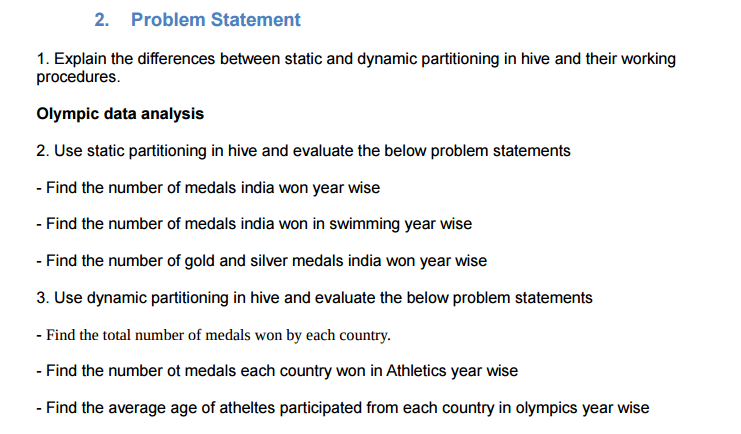 2. Problem Statement
1. Explain the differences between static and dynamic partitioning in hive and their working
procedures.
Olympic data analysis
2. Use static partitioning in hive and evaluate the below problem statements
- Find the number of medals india won year wise
- Find the number of medals india won in swimming year wise
- Find the number of gold and silver medals india won year wise
3. Use dynamic partitioning in hive and evaluate the below problem statements
- Find the total number of medals won by each country.
- Find the number ot medals each country won in Athletics year wise
- Find the average age of atheltes participated from each country in olympics year wise